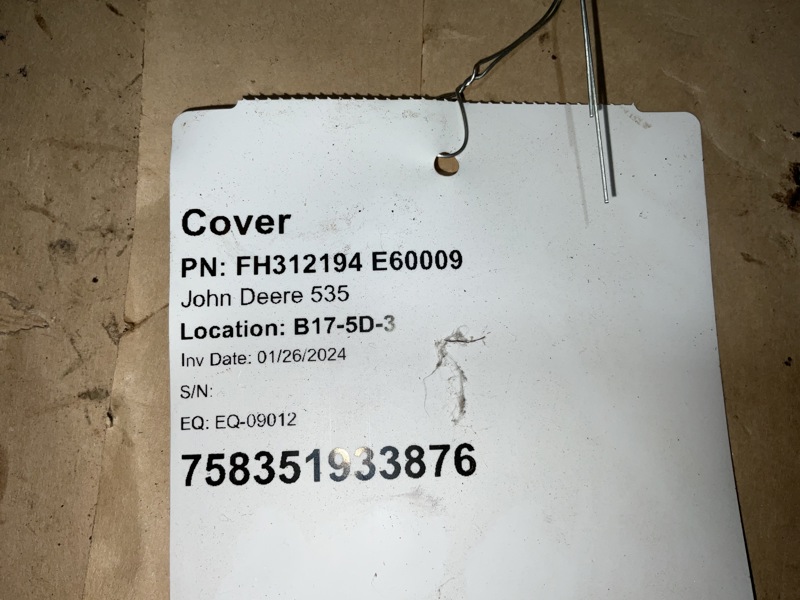 Cover
PN: FH312194 E60009
John Deere 535
Location: B17-5D-3
Inv Date: 01/26/2024
S/N:
EQ: EQ-09012
758351933876